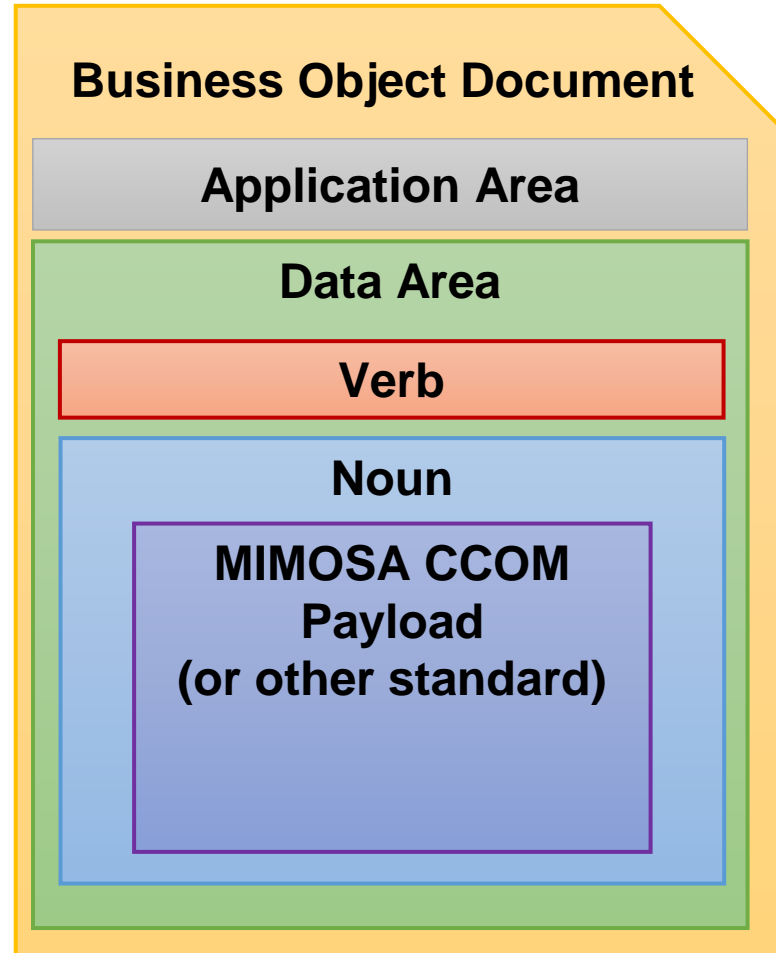 Business Object Document
Application Area
Data Area
Verb
Noun
MIMOSA CCOM
Payload
(or other standard)